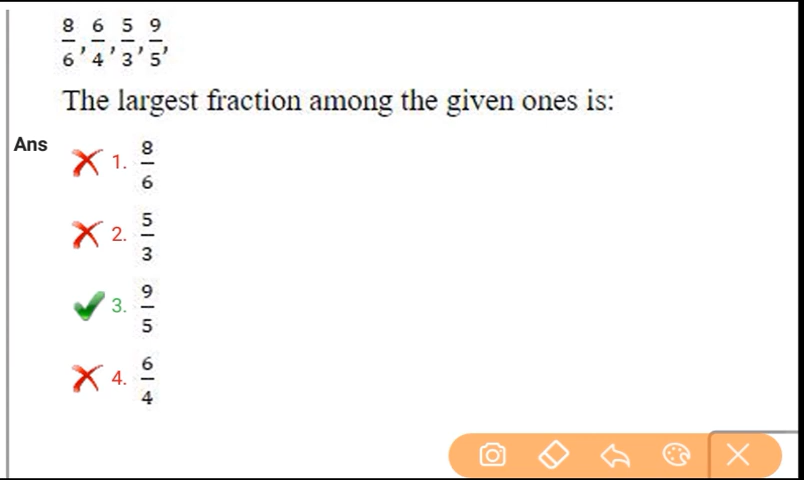 8/6, 6/4, 5/3, 9/5,
The largest fraction among the given ones is:
Ans
1. 8/6
2. 5/3
3. 9/5
4. 6/4